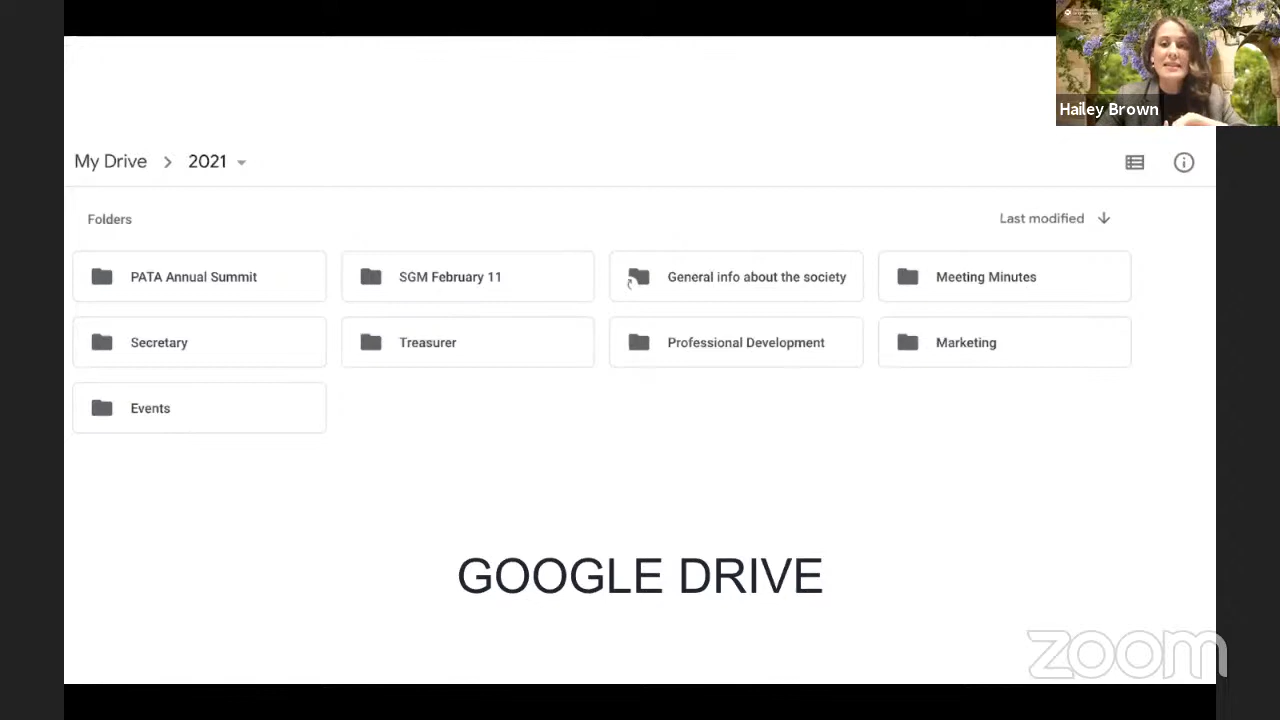 Hailey Brown
My Drive > 2021
Folders
Last modified
PATA Annual Summit
SGM February 11
General info about the society
Meeting Minutes
Secretary
Treasurer
Professional Development
Marketing
Events
GOOGLE DRIVE
zoom